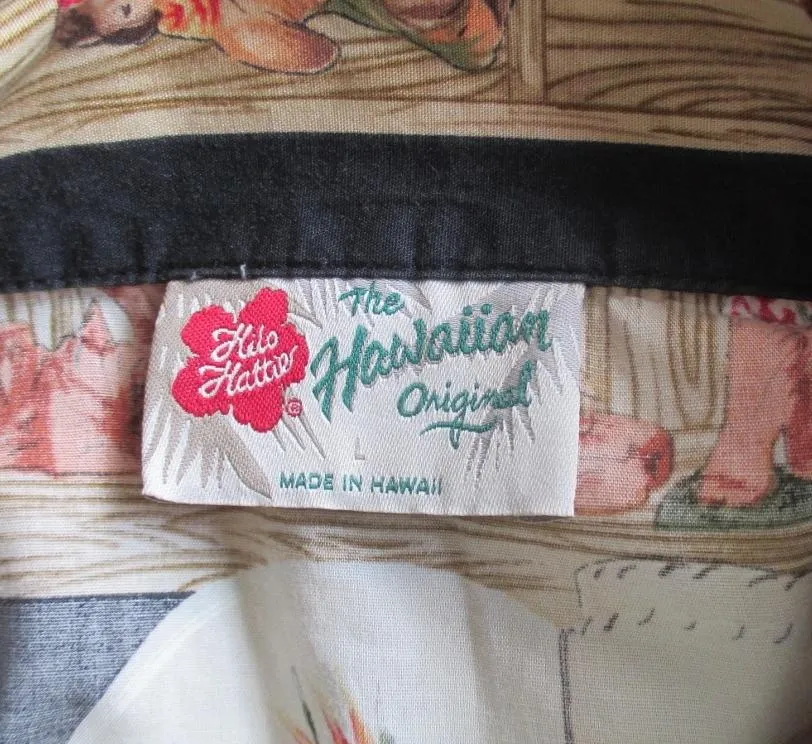 Hilo
Hattie®
The
Hawaiian
Original
L
MADE IN HAWAII